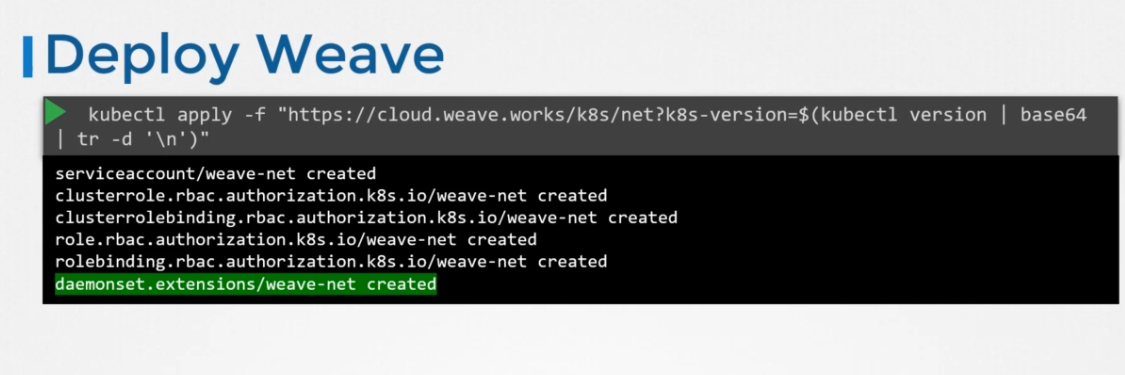 Deploy Weave
kubectl apply -f "https://cloud.weave.works/k8s/net?k8s-version=$(kubectl version | base64
| tr -d '\n')"
serviceaccount/weave-net created
clusterrole.rbac.authorization.k8s.io/weave-net created
clusterrolebinding.rbac.authorization.k8s.io/weave-net created
role.rbac.authorization.k8s.io/weave-net created
rolebinding.rbac.authorization.k8s.io/weave-net created
daemonset.extensions/weave-net created